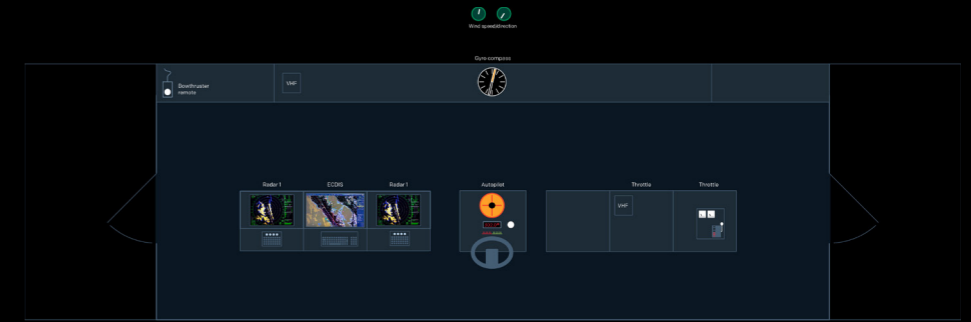 Wind speed/direction
Gyro compass
Bowthruster
remote
VHF
Radar 1
ECDIS
Radar 1
Autopilot
Throttle
Throttle
VHF